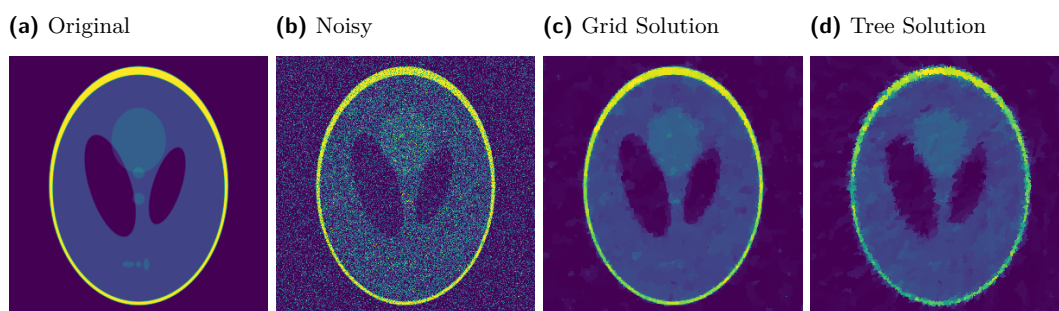 (a) Original
(b) Noisy
(c) Grid Solution
(d) Tree Solution